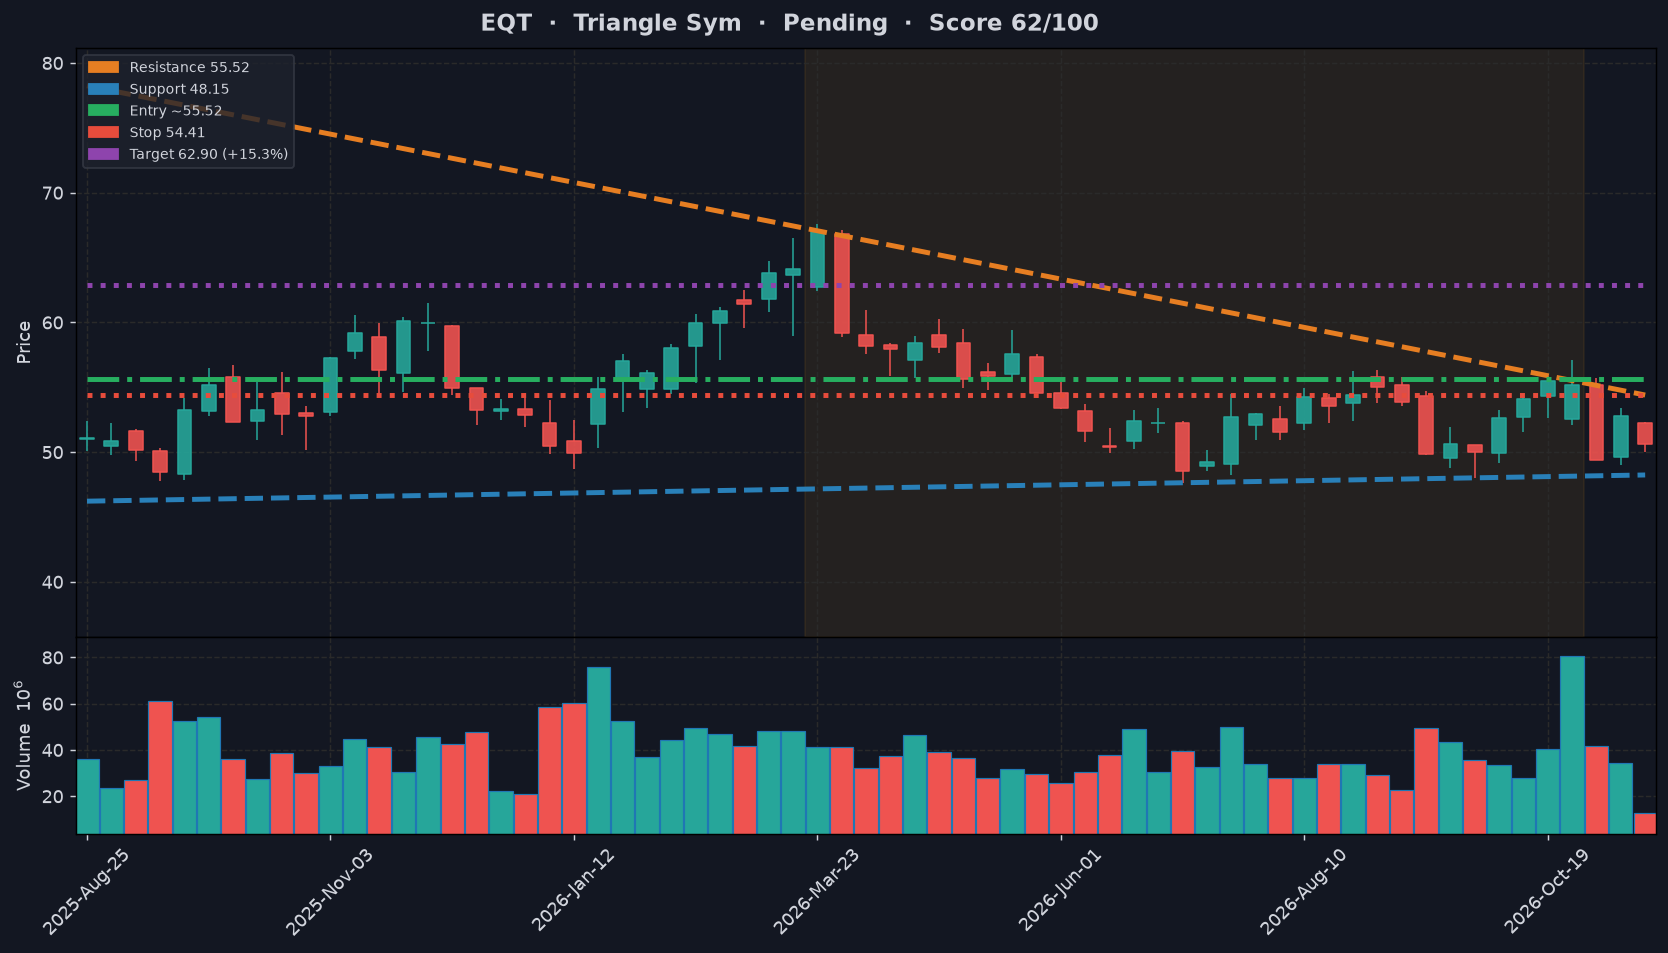 EQT · Triangle Sym · Pending · Score 62/100
Resistance 55.52
Support 48.15
Entry ~55.52
Stop 54.41
Target 62.90 (+15.3%)
80
70
60
50
40
Price
80
60
40
20
Volume 10⁶
2025-Aug-25
2025-Nov-03
2026-Jan-12
2026-Mar-23
2026-Jun-01
2026-Aug-10
2026-Oct-19